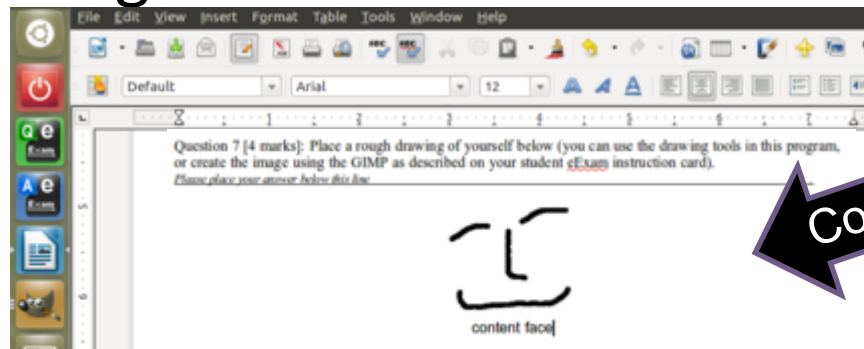 File Edit View Insert Format Table Tools Window Help
Default Arial 12
Question 7 [4 marks]: Place a rough drawing of yourself below (you can use the drawing tools in this program,
or create the image using the GIMP as described on your student eExam instruction card).
Please place your answer below this line
content face
Co
Q e
Exam
A e
Exam